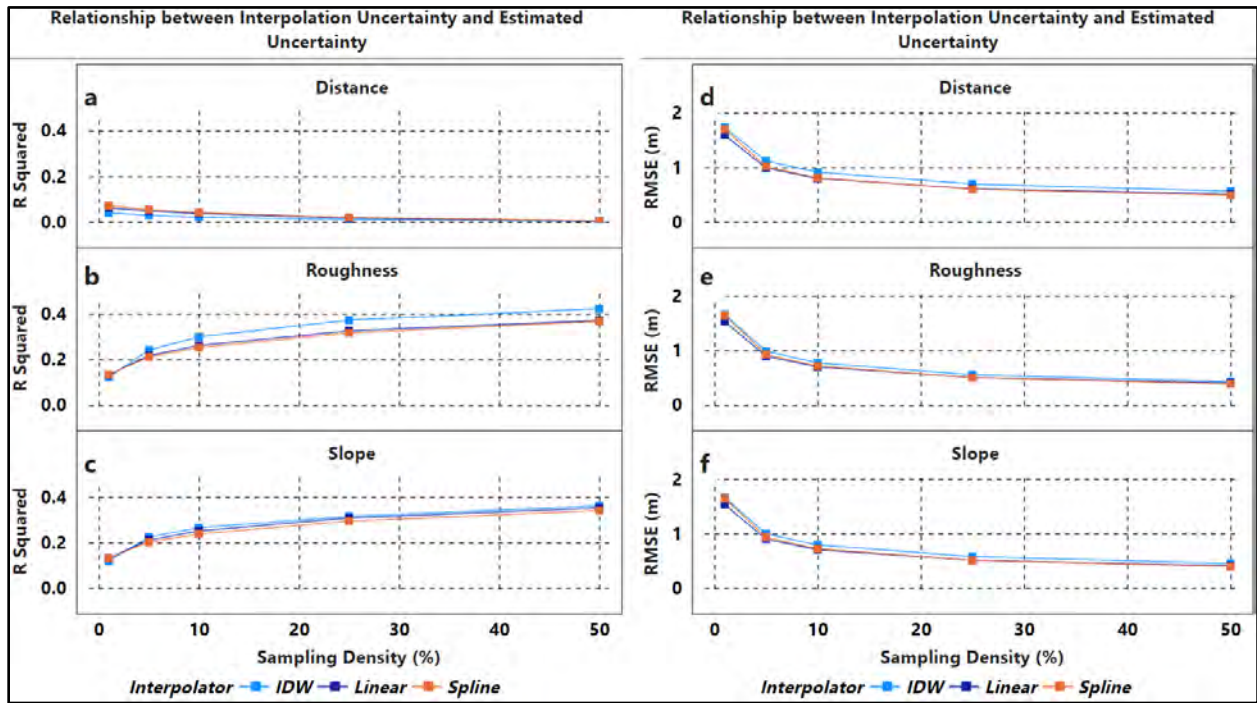 Relationship between Interpolation Uncertainty and Estimated
Uncertainty
a
Distance
R Squared
0.4
0.2
0.0
b
Roughness
R Squared
0.4
0.2
0.0
c
Slope
R Squared
0.4
0.2
0.0
0 10 20 30 40 50
Sampling Density (%)
Interpolator IDW Linear Spline
Relationship between Interpolation Uncertainty and Estimated
Uncertainty
d
Distance
RMSE (m)
2
1
0
e
Roughness
RMSE (m)
2
1
0
f
Slope
RMSE (m)
2
1
0
0 10 20 30 40 50
Sampling Density (%)
Interpolator IDW Linear Spline